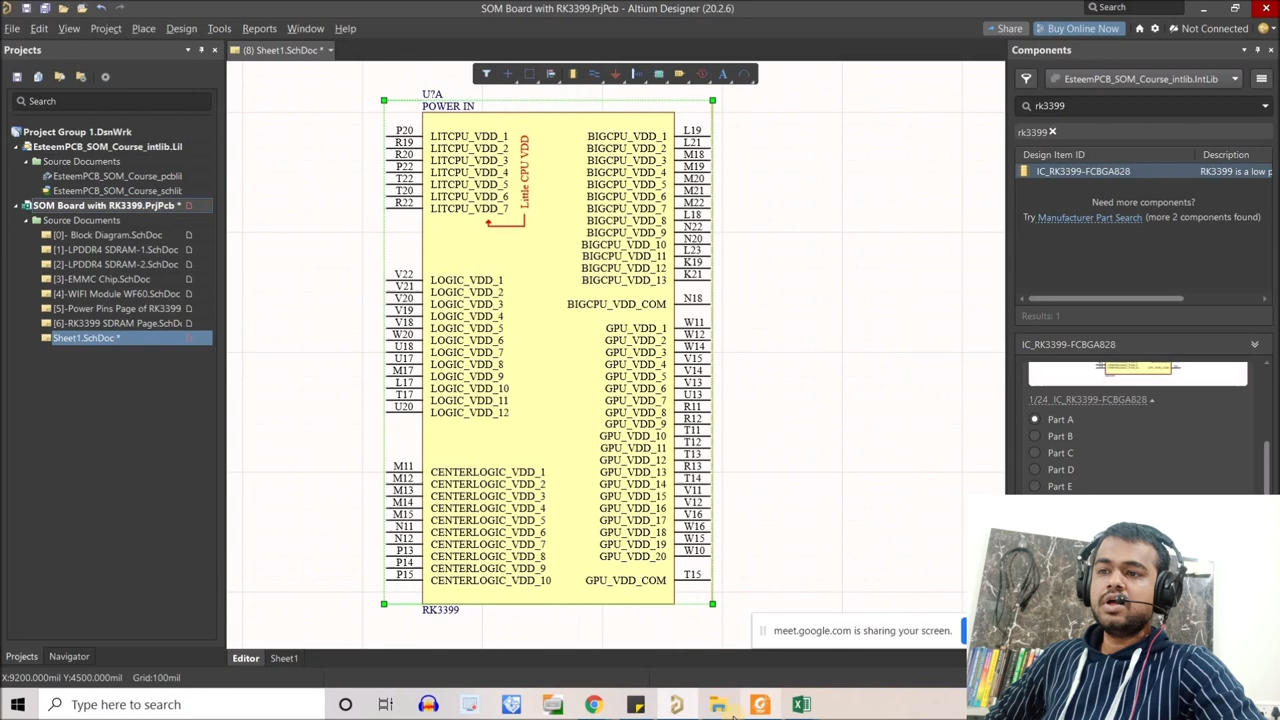 SOM Board with RK3399.PrjPcb - Altium Designer (20.2.6)
Search
File Edit View Project Place Design Tools Reports Window Help
Share Buy Online Now Not Connected
Projects
(8) Sheet1.SchDoc *
Components
EsteemPCB_SOM_Course_intlib.IntLib
Search
rk3399
rk3399
Design Item ID Description
IC_RK3399-FCBGA828 RK3399 is a low p
Need more components?
Try Manufacturer Part Search (more 2 components found)
Results: 1
IC_RK3399-FCBGA828
1/24 IC_RK3399-FCBGA828
Part A
Part B
Part C
Part D
Part E
Project Group 1.DsnWrk
EsteemPCB_SOM_Course_intlib.Lil
Source Documents
EsteemPCB_SOM_Course_pcbli
EsteemPCB_SOM_Course_schlib
SOM Board with RK3399.PrjPcb *
Source Documents
[0]- Block Diagram.SchDoc
[1]-LPDDR4 SDRAM-1.SchDoc
[2]-LPDDR4 SDRAM-2.SchDoc
[3]-EMMC Chip.SchDoc
[4]-WIFI Module WF60.SchDoc
[5]-Power Pins Page of RK3399
[6]-RK3399 SDRAM Page.SchDc
Sheet1.SchDoc *
U?A
POWER IN
P20 LITCPU_VDD_1
R19 LITCPU_VDD_2
R20 LITCPU_VDD_3
P22 LITCPU_VDD_4
T22 LITCPU_VDD_5
T20 LITCPU_VDD_6
R22 LITCPU_VDD_7
Little CPU VDD
V22 LOGIC_VDD_1
V21 LOGIC_VDD_2
V20 LOGIC_VDD_3
V19 LOGIC_VDD_4
V18 LOGIC_VDD_5
W20 LOGIC_VDD_6
U18 LOGIC_VDD_7
U17 LOGIC_VDD_8
M17 LOGIC_VDD_9
L17 LOGIC_VDD_10
T17 LOGIC_VDD_11
U20 LOGIC_VDD_12
M11 CENTERLOGIC_VDD_1
M12 CENTERLOGIC_VDD_2
M13 CENTERLOGIC_VDD_3
M14 CENTERLOGIC_VDD_4
M15 CENTERLOGIC_VDD_5
N11 CENTERLOGIC_VDD_6
N12 CENTERLOGIC_VDD_7
P13 CENTERLOGIC_VDD_8
P14 CENTERLOGIC_VDD_9
P15 CENTERLOGIC_VDD_10
BIGCPU_VDD_1 L19
BIGCPU_VDD_2 L21
BIGCPU_VDD_3 M18
BIGCPU_VDD_4 M19
BIGCPU_VDD_5 M20
BIGCPU_VDD_6 M21
BIGCPU_VDD_7 M22
BIGCPU_VDD_8 L18
BIGCPU_VDD_9 N22
BIGCPU_VDD_10 N20
BIGCPU_VDD_11 L23
BIGCPU_VDD_12 K19
BIGCPU_VDD_13 K21
BIGCPU_VDD_COM N18
GPU_VDD_1 W11
GPU_VDD_2 W12
GPU_VDD_3 W14
GPU_VDD_4 V15
GPU_VDD_5 V14
GPU_VDD_6 V13
GPU_VDD_7 U13
GPU_VDD_8 R11
GPU_VDD_9 R12
GPU_VDD_10 T11
GPU_VDD_11 T12
GPU_VDD_12 T13
GPU_VDD_13 R13
GPU_VDD_14 T14
GPU_VDD_15 V11
GPU_VDD_16 V12
GPU_VDD_17 V16
GPU_VDD_18 W16
GPU_VDD_19 W15
GPU_VDD_20 W10
GPU_VDD_COM T15
RK3399
meet.google.com is sharing your screen.
Projects Navigator
Editor Sheet1
X:9200.000mil Y:4500.000mil Grid:100mil
Type here to search